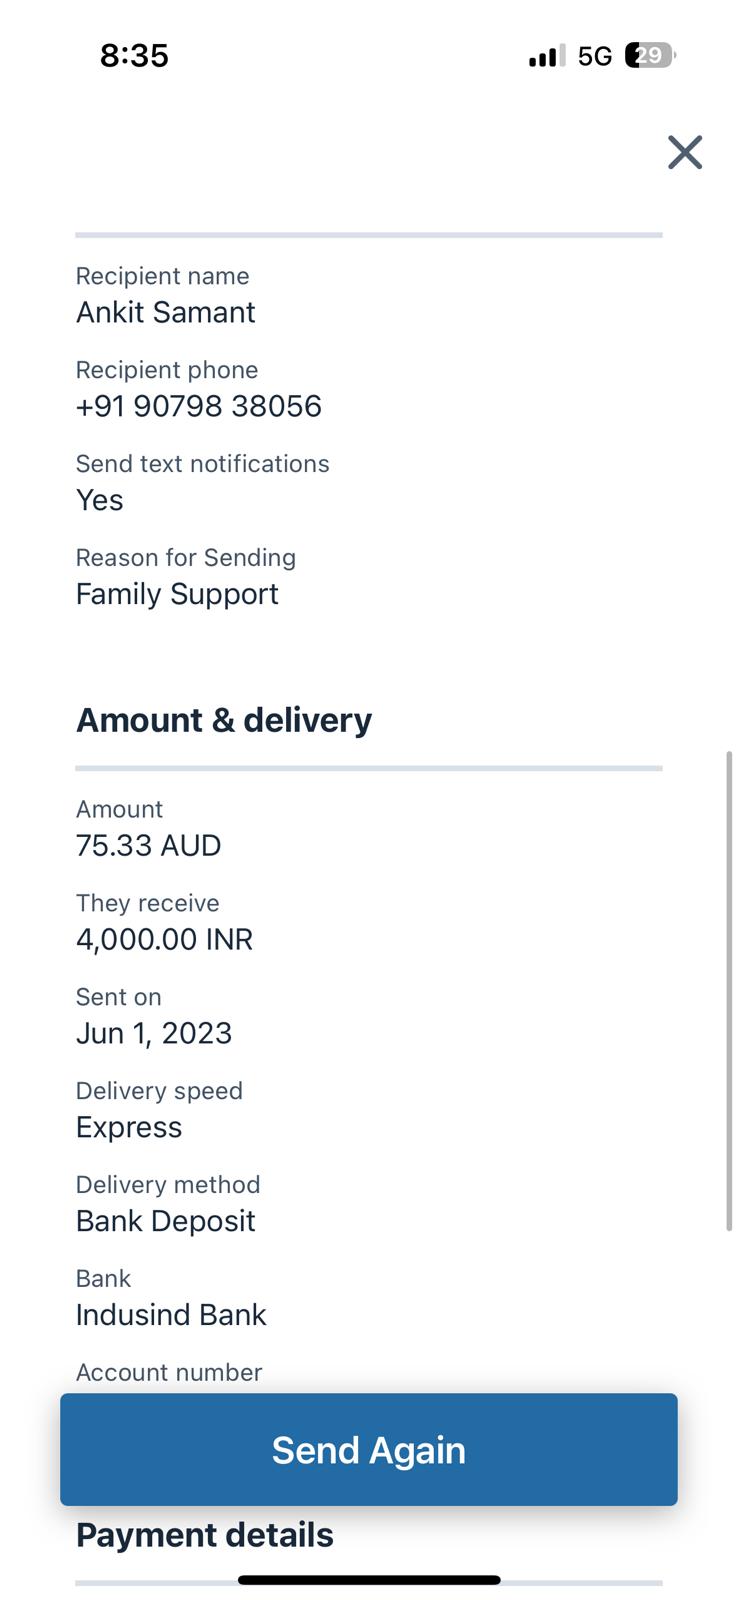 8:35
5G
29
Recipient name
Ankit Samant
Recipient phone
+91 90798 38056
Send text notifications
Yes
Reason for Sending
Family Support
Amount & delivery
Amount
75.33 AUD
They receive
4,000.00 INR
Sent on
Jun 1, 2023
Delivery speed
Express
Delivery method
Bank Deposit
Bank
Indusind Bank
Account number
Send Again
Payment details